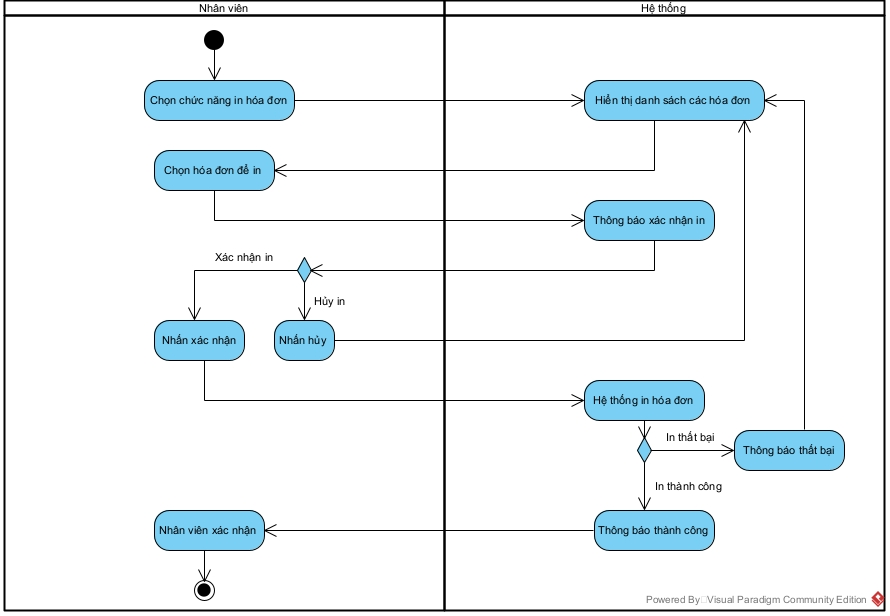 Nhân viên
Hệ thống
Chọn chức năng in hóa đơn
Hiển thị danh sách các hóa đơn
Chọn hóa đơn để in
Thông báo xác nhận in
Xác nhận in
Hủy in
Nhấn xác nhận
Nhấn hủy
Hệ thống in hóa đơn
In thất bại
Thông báo thất bại
In thành công
Nhân viên xác nhận
Thông báo thành công
Powered By Visual Paradigm Community Edition